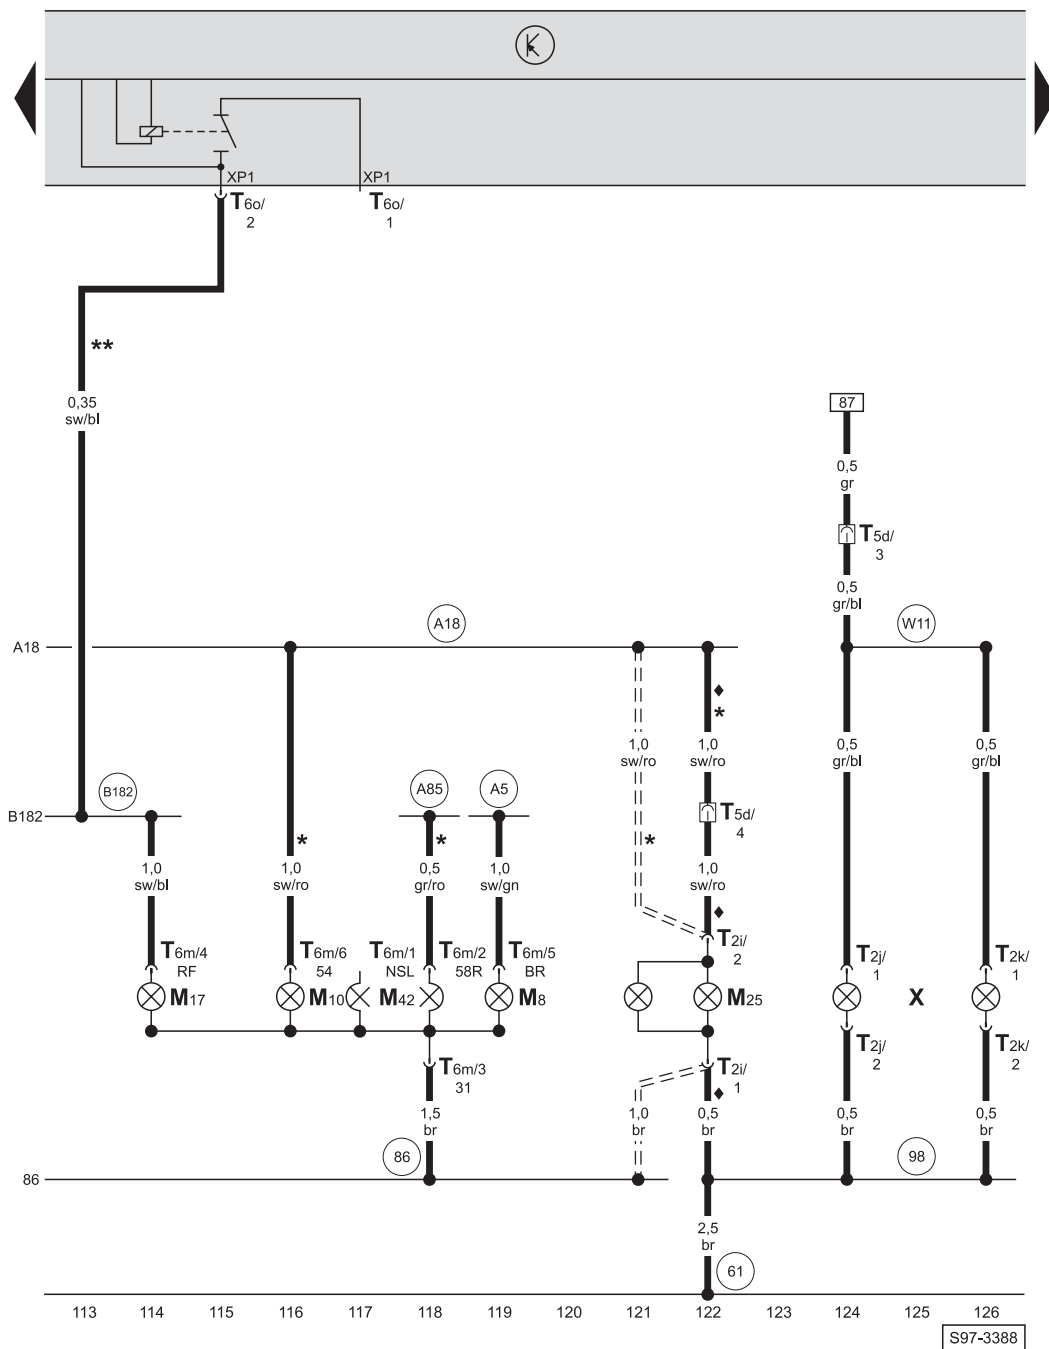 XP1 XP1
T6o/ 2 T6o/ 1
**
0,35
sw/bl
87
0,5
gr
T5d/
3
0,5
gr/bl
A18 A18 W11
*
1,0 1,0 0,5 0,5
sw/ro sw/ro gr/bl gr/bl
B182 B182 A85 A5 T5d/
4
* * *
1,0 1,0 0,5 1,0 1,0
sw/bl sw/ro gr/ro sw/gn sw/ro
T2i/
2
T6m/4 T6m/6 T6m/1 T6m/2 T6m/5 T2j/ T2k/
RF 54 NSL 58R BR 1 1
M17 M10 M42 M8 M25 X
T2j/ T2k/
2 2
T6m/3 T2i/
31 1
1,5 1,0 0,5 0,5 0,5
br br br br br
86 86 98
2,5
br
61
113 114 115 116 117 118 119 120 121 122 123 124 125 126
S97-3388